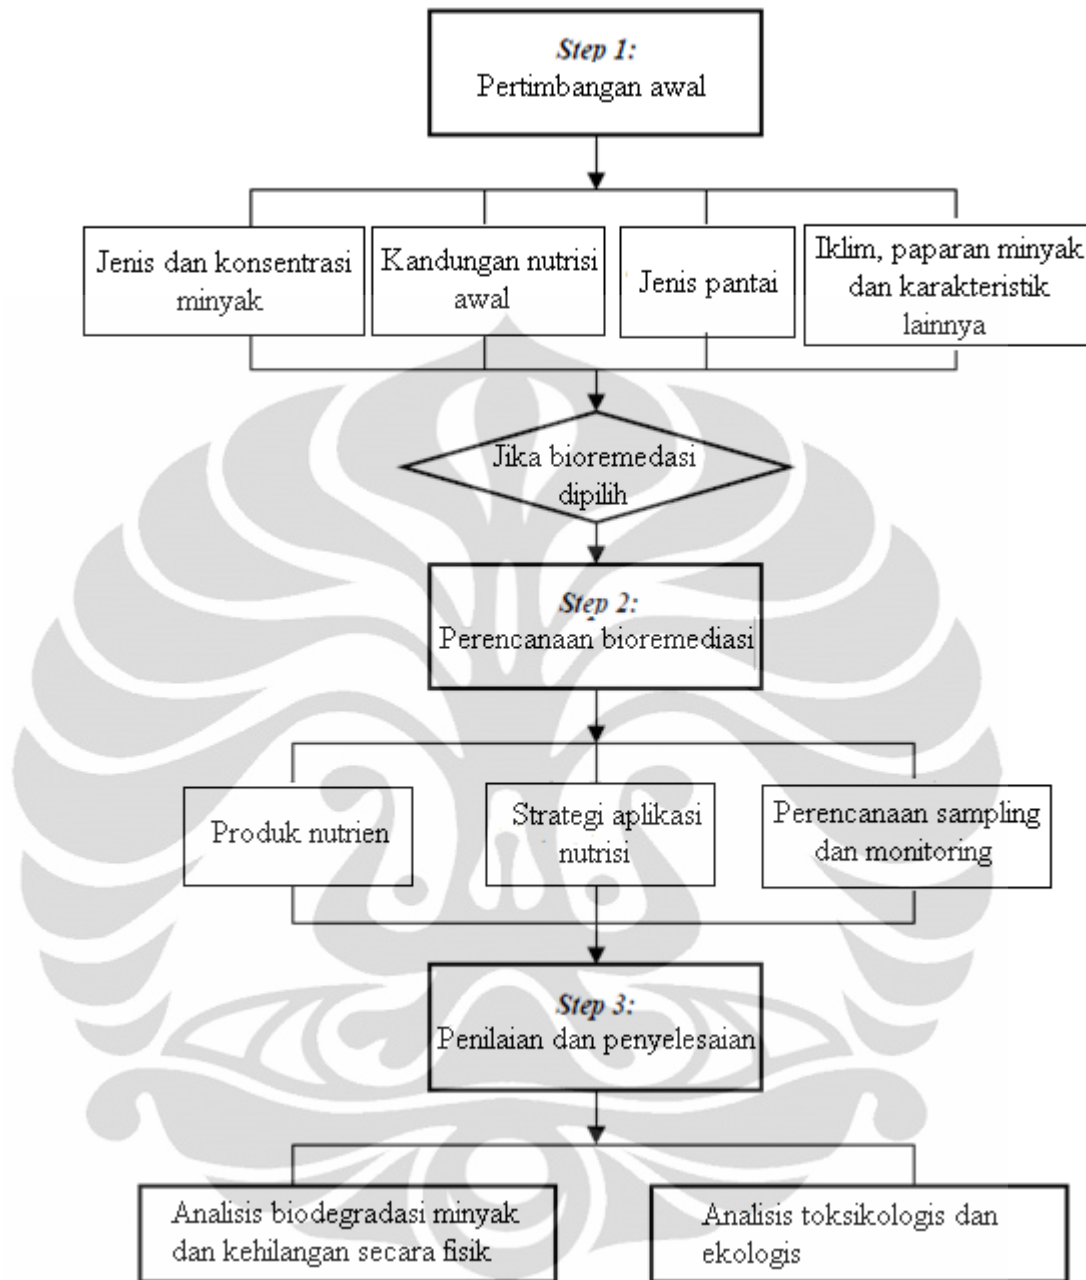 Step 1:
Pertimbangan awal
Jenis dan konsentrasi
minyak
Kandungan nutrisi
awal
Jenis pantai
Iklim, paparan minyak
dan karakteristik
lainnya
Jika bioremedasi
dipilih
Step 2:
Perencanaan bioremediasi
Produk nutrien
Strategi aplikasi
nutrisi
Perencanaan sampling
dan monitoring
Step 3:
Penilaian dan penyelesaian
Analisis biodegradasi minyak
dan kehilangan secara fisik
Analisis toksikologis dan
ekologis